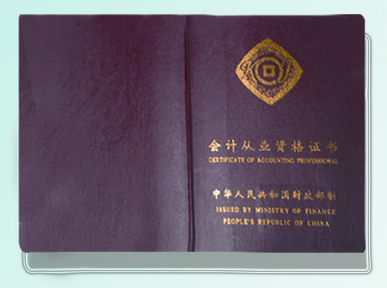 会计从业资格证书
CERTIFICATE OF ACCOUNTING PROFESSIONAL
中华人民共和国财政部制
ISSUED BY MINISTRY OF FINANCE
PEOPLE'S REPUBLIC OF CHINA